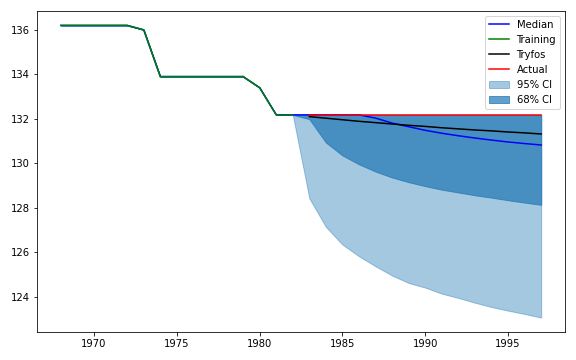 Median
Training
Tryfos
Actual
95% CI
68% CI
136
134
132
130
128
126
124
1970
1975
1980
1985
1990
1995